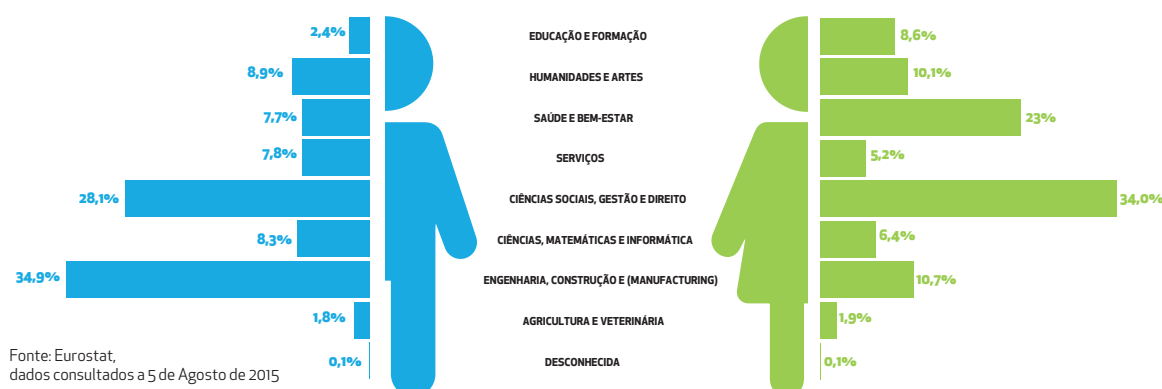 2,4% EDUCAÇÃO E FORMAÇÃO 8,6%
8,9% HUMANIDADES E ARTES 10,1%
7,7% SAÚDE E BEM-ESTAR 23%
7,8% SERVIÇOS 5,2%
28,1% CIÊNCIAS SOCIAIS, GESTÃO E DIREITO 34,0%
8,3% CIÊNCIAS, MATEMÁTICAS E INFORMÁTICA 6,4%
34,9% ENGENHARIA, CONSTRUÇÃO E (MANUFACTURING) 10,7%
1,8% AGRICULTURA E VETERINÁRIA 1,9%
0,1% DESCONHECIDA 0,1%
Fonte: Eurostat,
dados consultados a 5 de Agosto de 2015